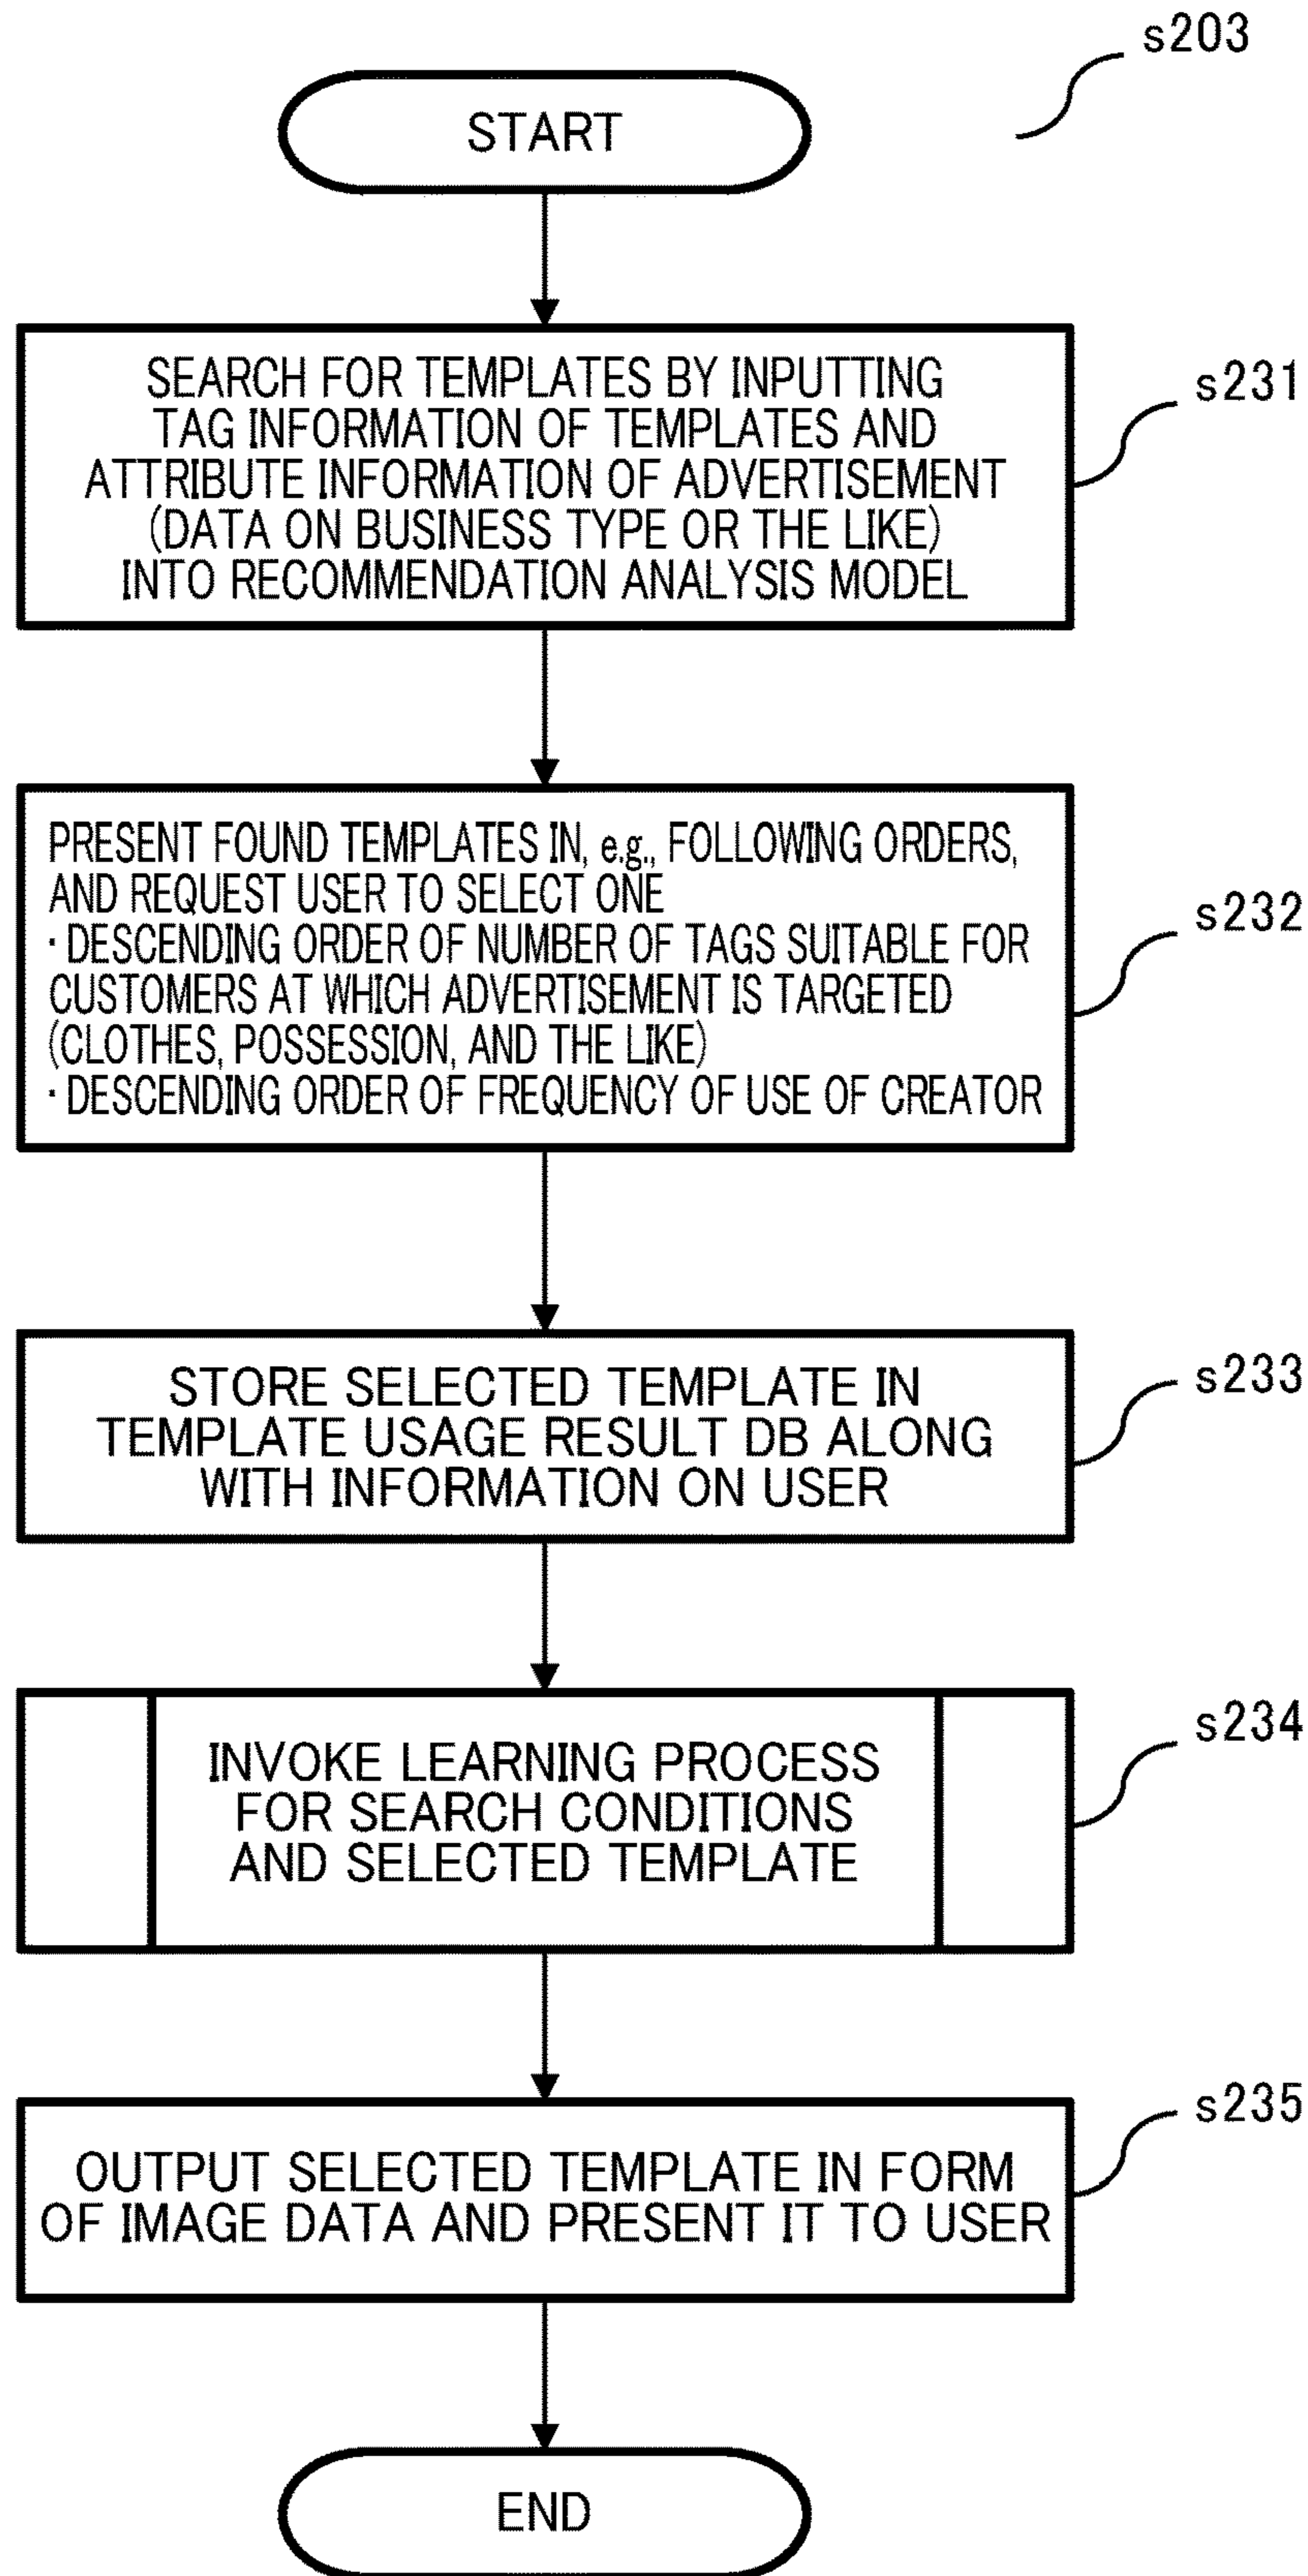 s203
START
SEARCH FOR TEMPLATES BY INPUTTING
TAG INFORMATION OF TEMPLATES AND
ATTRIBUTE INFORMATION OF ADVERTISEMENT
(DATA ON BUSINESS TYPE OR THE LIKE)
INTO RECOMMENDATION ANALYSIS MODEL
s231
PRESENT FOUND TEMPLATES IN, e.g., FOLLOWING ORDERS,
AND REQUEST USER TO SELECT ONE
· DESCENDING ORDER OF NUMBER OF TAGS SUITABLE FOR
CUSTOMERS AT WHICH ADVERTISEMENT IS TARGETED
(CLOTHES, POSSESSION, AND THE LIKE)
· DESCENDING ORDER OF FREQUENCY OF USE OF CREATOR
s232
STORE SELECTED TEMPLATE IN
TEMPLATE USAGE RESULT DB ALONG
WITH INFORMATION ON USER
s233
INVOKE LEARNING PROCESS
FOR SEARCH CONDITIONS
AND SELECTED TEMPLATE
s234
OUTPUT SELECTED TEMPLATE IN FORM
OF IMAGE DATA AND PRESENT IT TO USER
s235
END